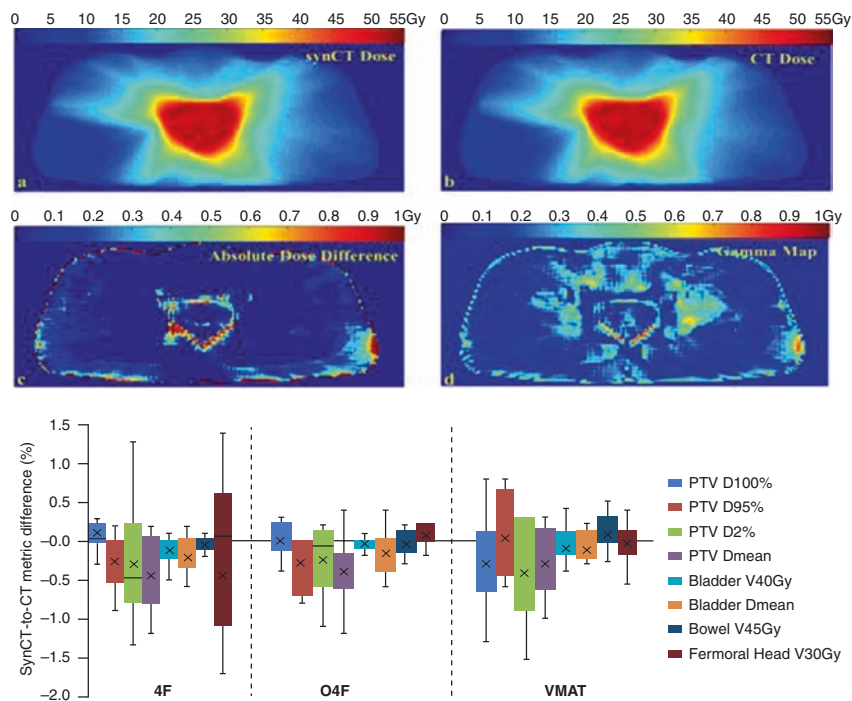 0 5 10 15 20 25 30 35 40 45 50 55Gy
synCT Dose
a
0 5 10 15 20 25 30 35 40 45 50 55Gy
CT Dose
b
0 0.1 0.2 0.3 0.4 0.5 0.6 0.7 0.8 0.9 1Gy
Absolute Dose Difference
c
0 0.1 0.2 0.3 0.4 0.5 0.6 0.7 0.8 0.9 1Gy
Gamma Map
d
SynCT-to-CT metric difference (%)
1.5
1.0
0.5
–0.0
–0.5
–1.0
–1.5
–2.0
4F
O4F
VMAT
PTV D100%
PTV D95%
PTV D2%
PTV Dmean
Bladder V40Gy
Bladder Dmean
Bowel V45Gy
Fermoral Head V30Gy